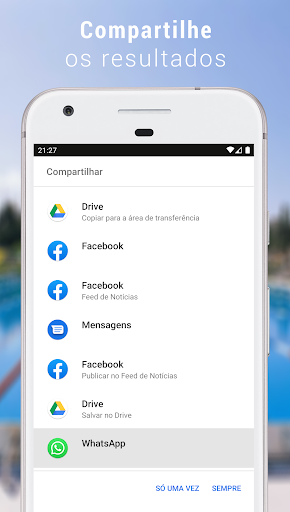 Compartilhe
os resultados
21:27
Compartilhar
Drive
Copiar para a área de transferência
Facebook
Facebook
Feed de Notícias
Mensagens
Facebook
Publicar no Feed de Notícias
Drive
Salvar no Drive
WhatsApp
SÓ UMA VEZ SEMPRE